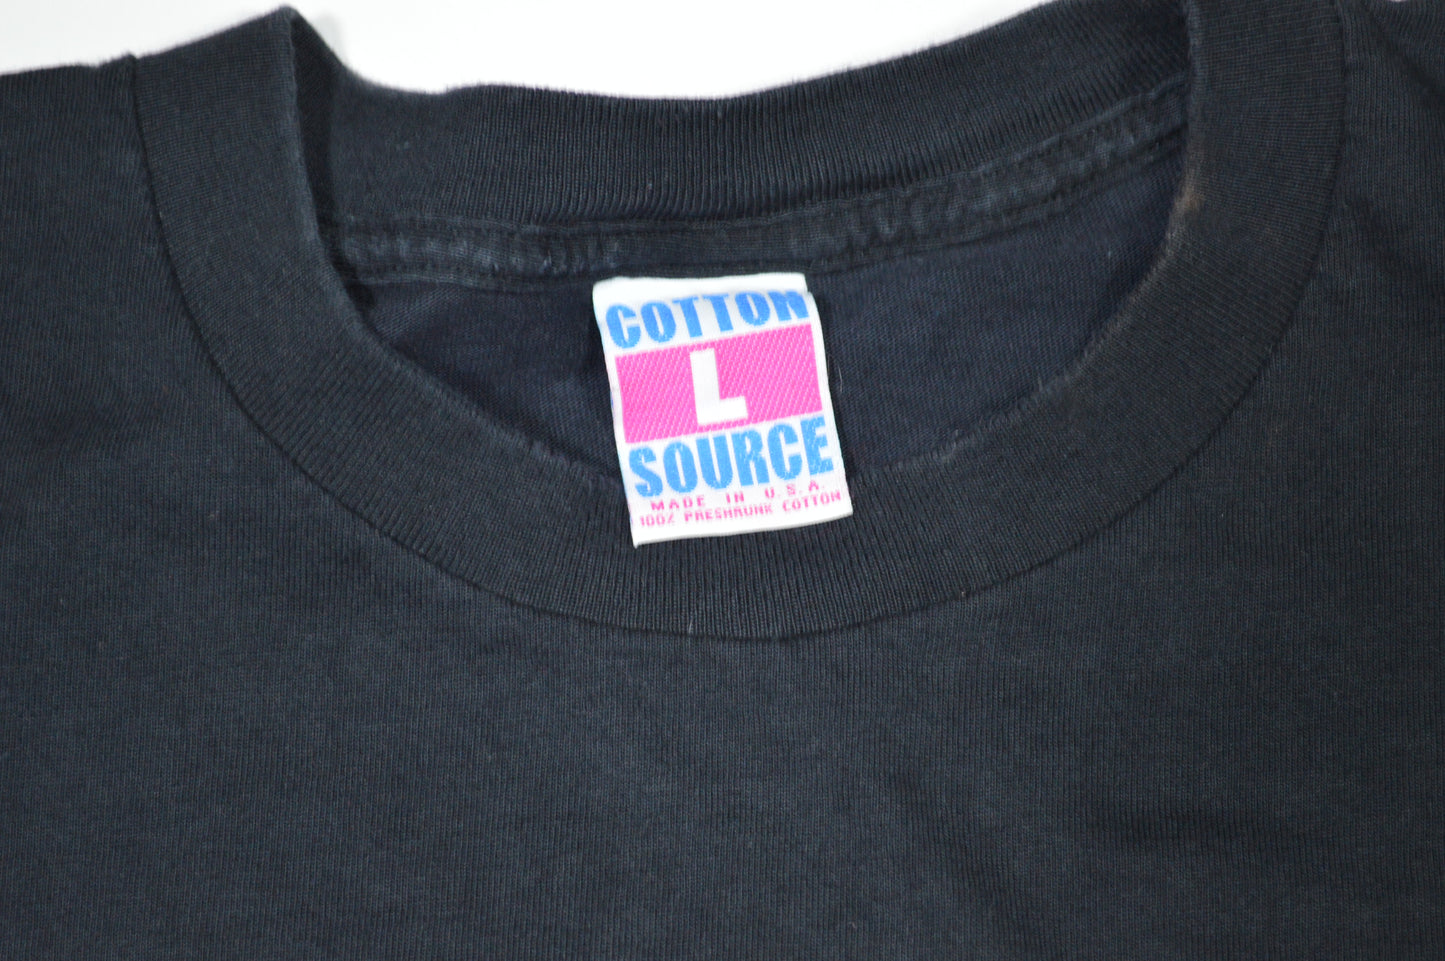 COTTON
L
SOURCE
MADE IN U.S.A.
100% PRESHRUNK COTTON